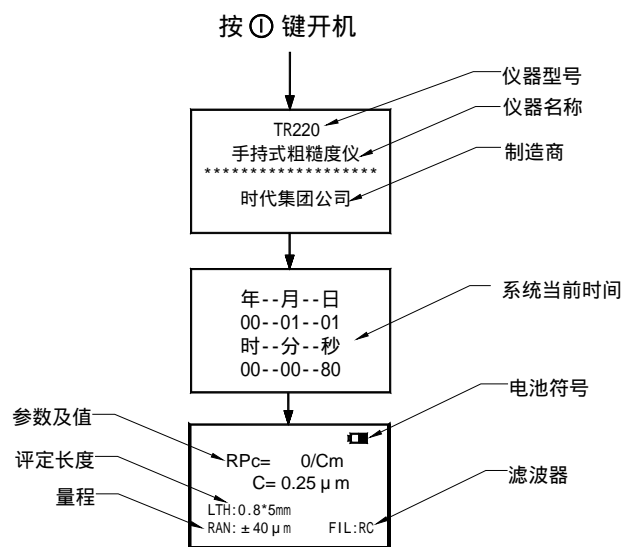 按 键开机
仪器型号
TR220
仪器名称
手持式粗糙度仪
*******************
制造商
时代集团公司
年--月--日
00--01--01
系统当前时间
时--分--秒
00--00--80
电池符号
参数及值
RPc= 0/Cm
评定长度
C= 0.25 μm
滤波器
量程
LTH:0.8*5mm
RAN:±40μm FIL:RC